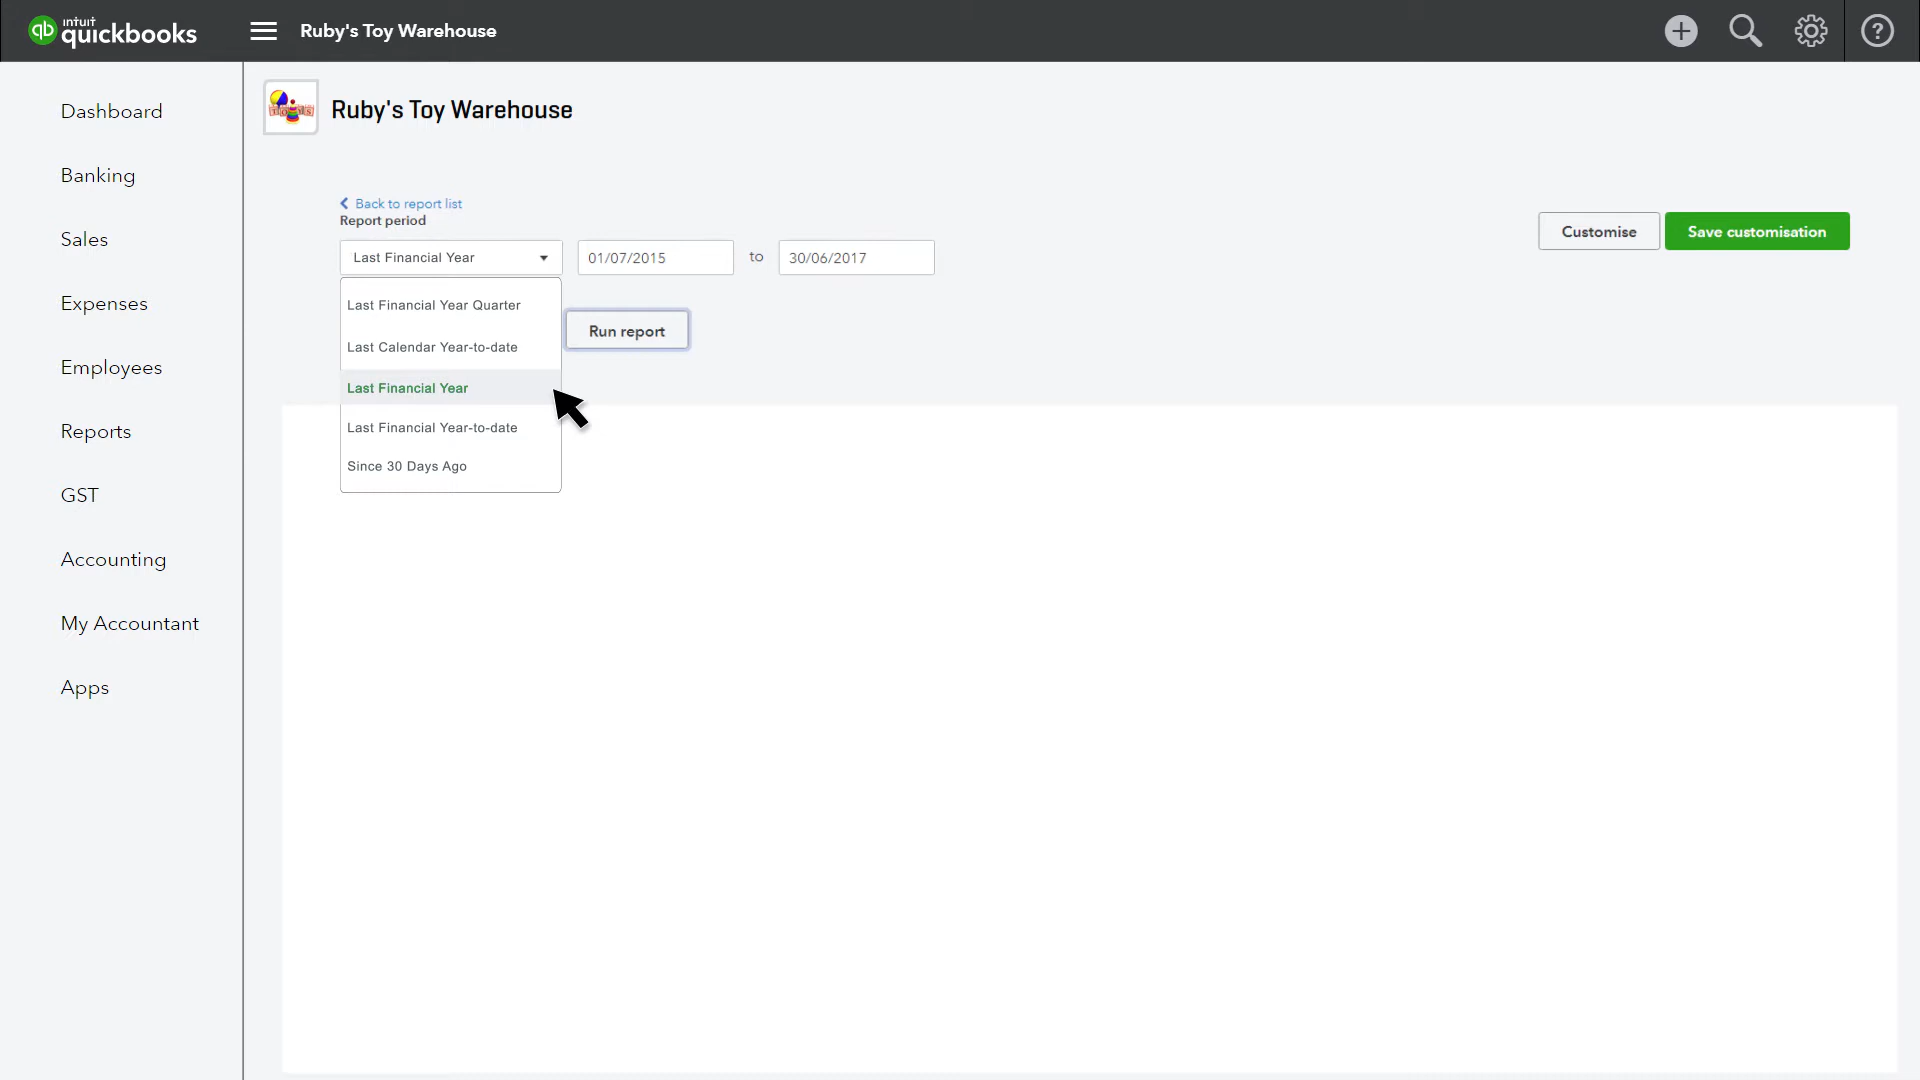 intuit
quickbooks
Ruby's Toy Warehouse
Dashboard
Banking
Sales
Expenses
Employees
Reports
GST
Accounting
My Accountant
Apps
TOYS
Ruby's Toy Warehouse
Back to report list
Report period
Last Financial Year
01/07/2015 to 30/06/2017
Customise
Save customisation
Last Financial Year Quarter
Last Calendar Year-to-date
Last Financial Year
Last Financial Year-to-date
Since 30 Days Ago
Run report